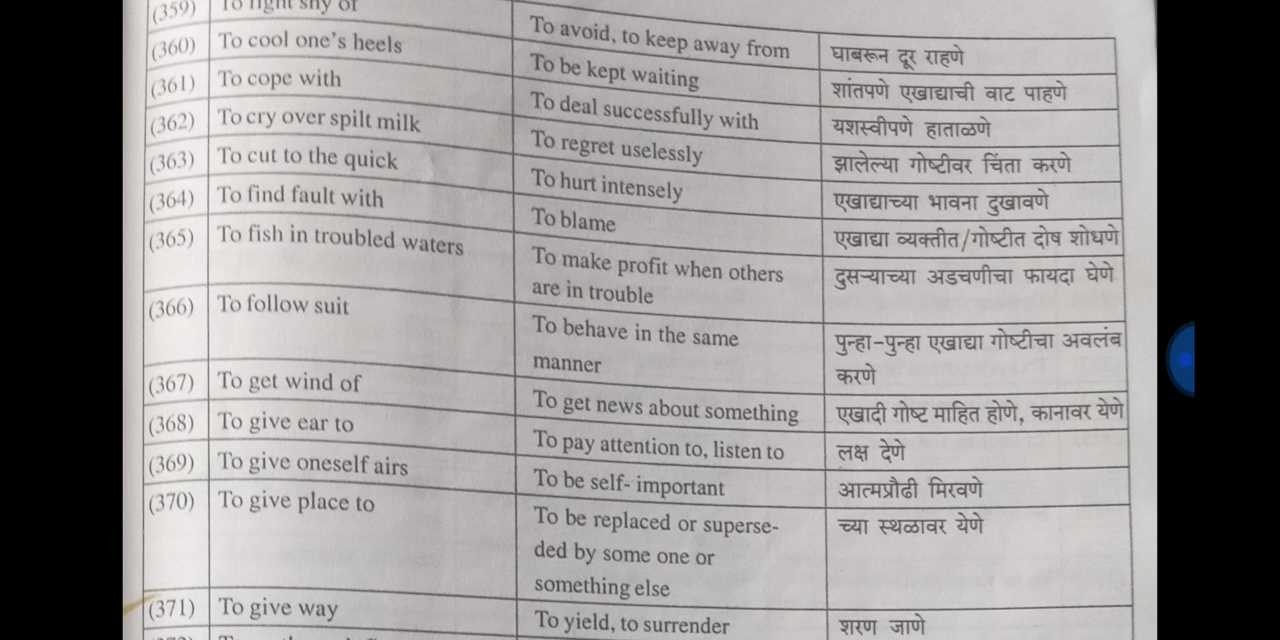 (359) To fight shy of To avoid, to keep away from घाबरून दूर राहणे
(360) To cool one's heels To be kept waiting शांतपणे एखाद्याची वाट पाहणे
(361) To cope with To deal successfully with यशस्वीपणे हाताळणे
(362) To cry over spilt milk To regret uselessly झालेल्या गोष्टीवर चिंता करणे
(363) To cut to the quick To hurt intensely एखाद्याच्या भावना दुखावणे
(364) To find fault with To blame एखाद्या व्यक्तीत/गोष्टीत दोष शोधणे
(365) To fish in troubled waters To make profit when others दुसऱ्याच्या अडचणीचा फायदा घेणे
are in trouble
(366) To follow suit To behave in the same पुन्हा-पुन्हा एखाद्या गोष्टीचा अवलंब
manner करणे
(367) To get wind of To get news about something एखादी गोष्ट माहित होणे, कानावर येणे
(368) To give ear to To pay attention to, listen to लक्ष देणे
(369) To give oneself airs To be self- important आत्मप्रौढी मिरवणे
(370) To give place to To be replaced or superse- च्या स्थळावर येणे
ded by some one or
something else
(371) To give way To yield, to surrender शरण जाणे